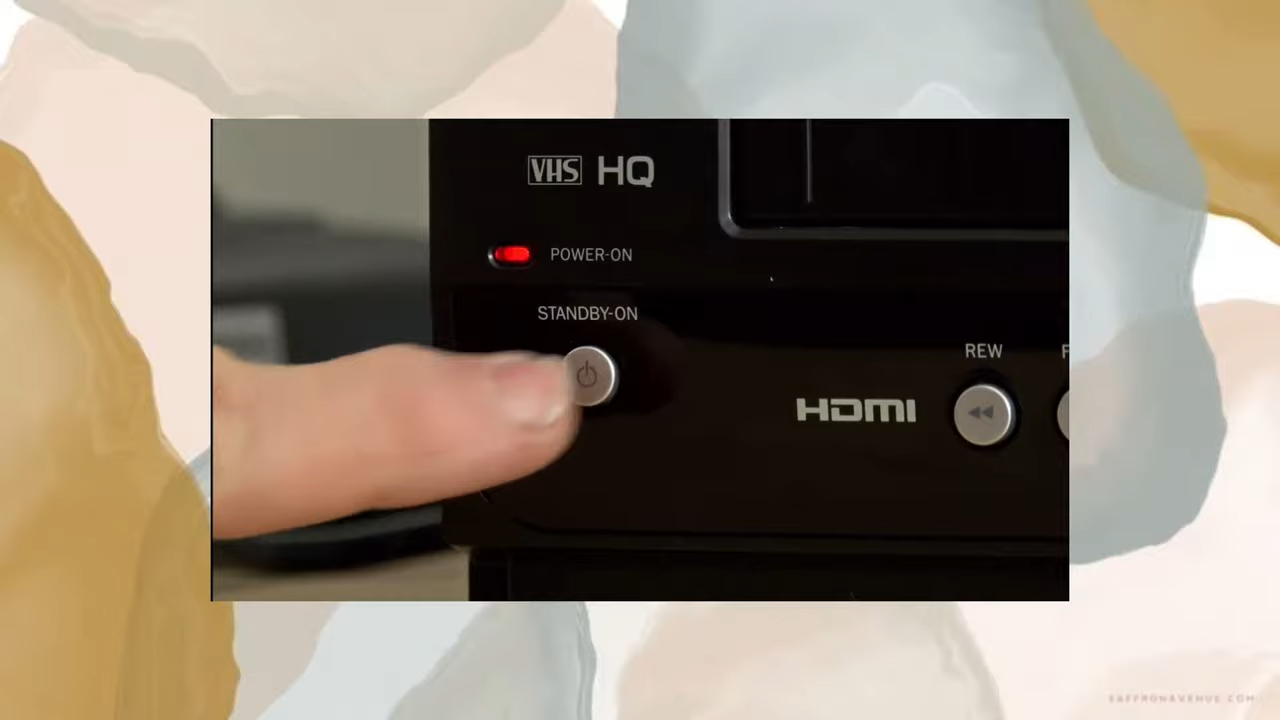 VHS HQ
POWER-ON
STANDBY-ON
REW
F
HDMI
SAFFRONAVENUE.COM